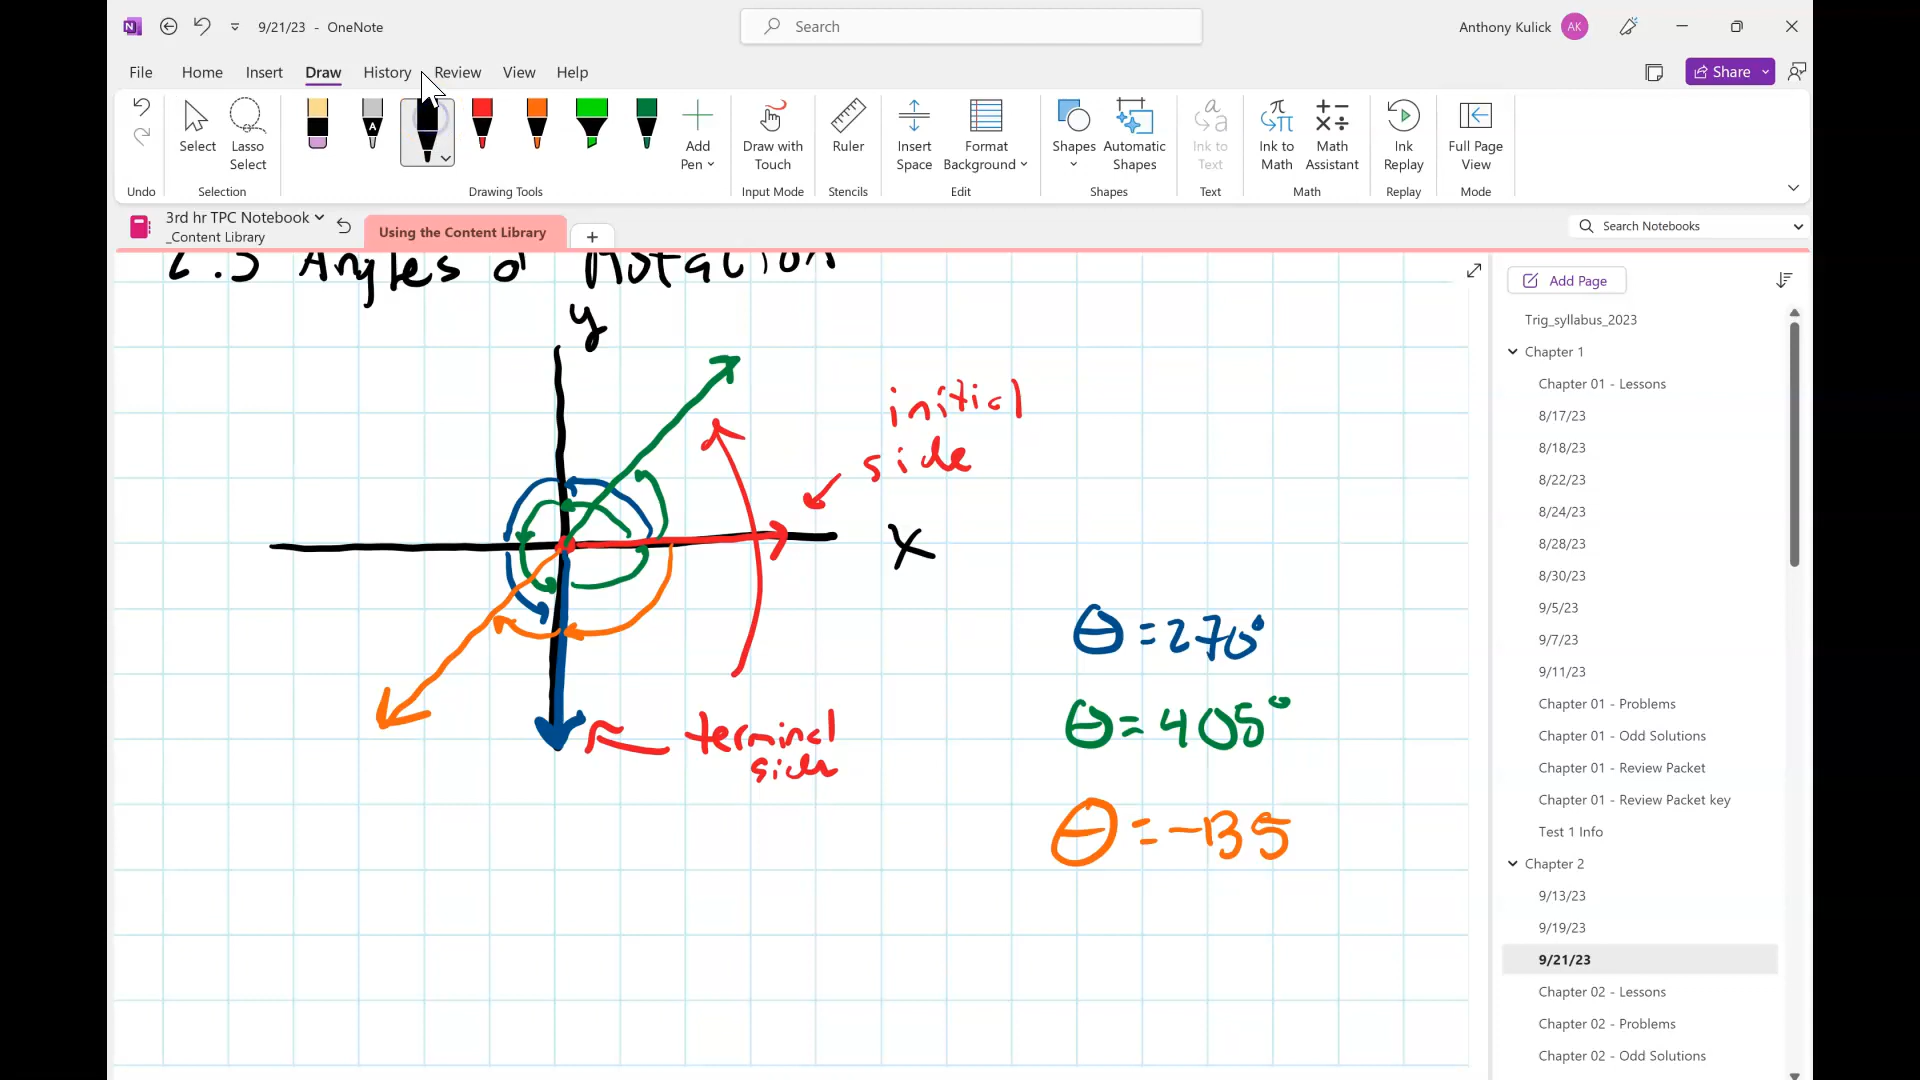 9/21/23 - OneNote
Search
Anthony Kulick AK
File Home Insert Draw History Review View Help
Share
A
Select
Lasso Select
Add Pen
Draw with Touch
Ruler
Insert Space
Format Background
Shapes
Automatic Shapes
Ink to Text
Ink to Math
Math Assistant
Ink Replay
Full Page View
Undo Selection Drawing Tools Input Mode Stencils Edit Shapes Text Math Replay Mode
3rd hr TPC Notebook
_Content Library
Using the Content Library
+
Search Notebooks
2.3 Angles of Rotation
y
initial
side
x
θ = 270°
θ = 405°
terminal
side
θ = -135
Add Page
Trig_syllabus_2023
Chapter 1
Chapter 01 - Lessons
8/17/23
8/18/23
8/22/23
8/24/23
8/28/23
8/30/23
9/5/23
9/7/23
9/11/23
Chapter 01 - Problems
Chapter 01 - Odd Solutions
Chapter 01 - Review Packet
Chapter 01 - Review Packet key
Test 1 Info
Chapter 2
9/13/23
9/19/23
9/21/23
Chapter 02 - Lessons
Chapter 02 - Problems
Chapter 02 - Odd Solutions